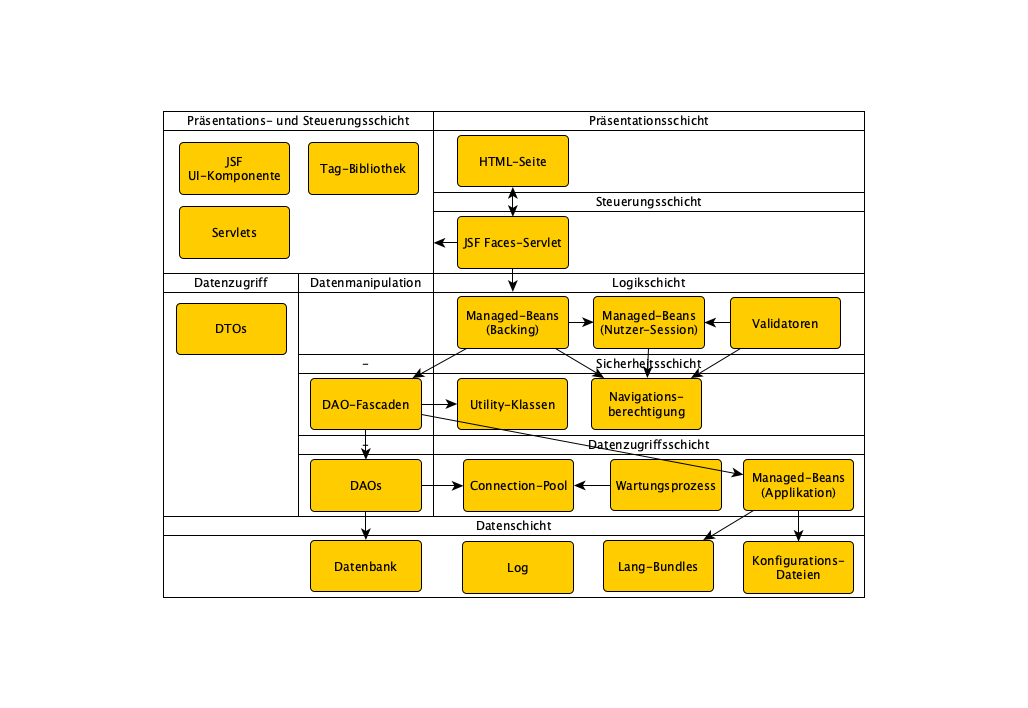 Präsentations- und Steuerungsschicht
Präsentationsschicht
JSF
UI-Komponente
Tag-Bibliothek
HTML-Seite
Steuerungsschicht
Servlets
JSF Faces-Servlet
Datenzugriff
Datenmanipulation
Logikschicht
DTOs
Managed-Beans
(Backing)
Managed-Beans
(Nutzer-Session)
Validatoren
-
Sicherheitsschicht
DAO-Fascaden
Utility-Klassen
Navigations-
berechtigung
-
Datenzugriffsschicht
DAOs
Connection-Pool
Wartungsprozess
Managed-Beans
(Applikation)
Datenschicht
Datenbank
Log
Lang-Bundles
Konfigurations-
Dateien